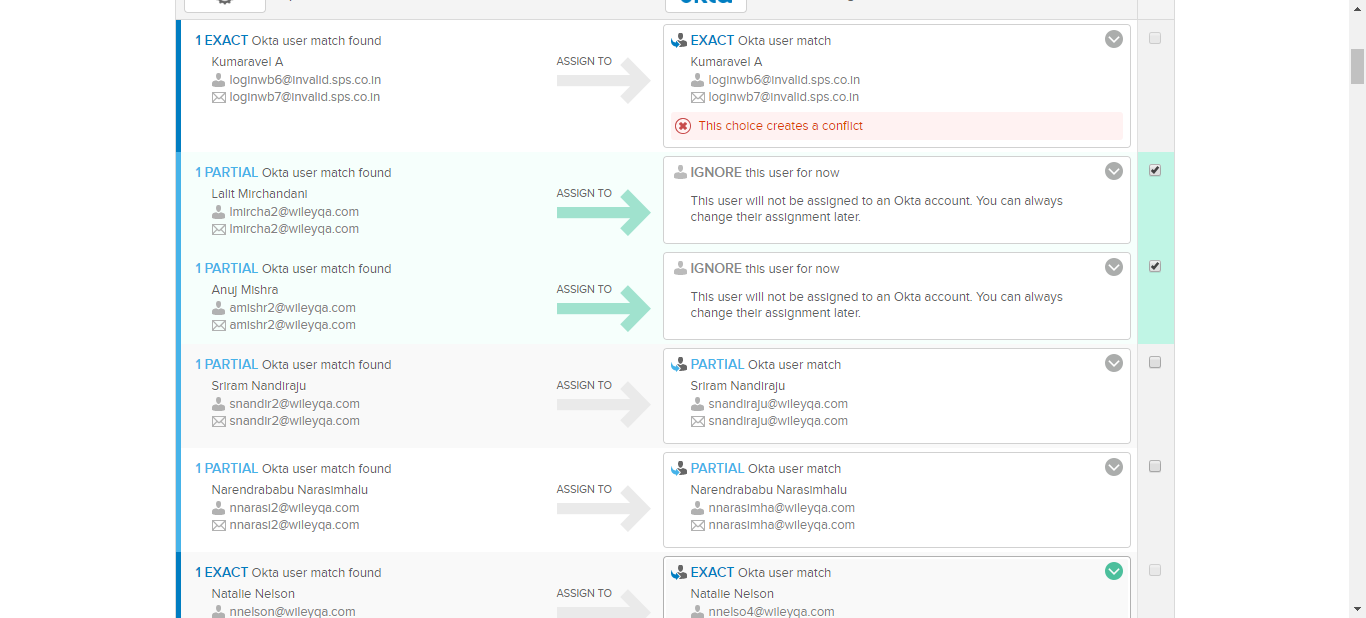 okta
1 EXACT Okta user match found
EXACT Okta user match
Kumaravel A
ASSIGN TO
Kumaravel A
loginwb6@invalid.sps.co.in
loginwb6@invalid.sps.co.in
loginwb7@invalid.sps.co.in
loginwb7@invalid.sps.co.in
This choice creates a conflict
1 PARTIAL Okta user match found
IGNORE this user for now
Lalit Mirchandani
ASSIGN TO
This user will not be assigned to an Okta account. You can always
change their assignment later.
lmircha2@wileyqa.com
lmircha2@wileyqa.com
1 PARTIAL Okta user match found
IGNORE this user for now
Anuj Mishra
ASSIGN TO
This user will not be assigned to an Okta account. You can always
change their assignment later.
amishr2@wileyqa.com
amishr2@wileyqa.com
1 PARTIAL Okta user match found
PARTIAL Okta user match
Sriram Nandiraju
ASSIGN TO
Sriram Nandiraju
snandir2@wileyqa.com
snandiraju@wileyqa.com
snandir2@wileyqa.com
snandiraju@wileyqa.com
1 PARTIAL Okta user match found
PARTIAL Okta user match
Narendrababu Narasimhalu
ASSIGN TO
Narendrababu Narasimhalu
nnarasi2@wileyqa.com
nnarasimha@wileyqa.com
nnarasi2@wileyqa.com
nnarasimha@wileyqa.com
1 EXACT Okta user match found
EXACT Okta user match
Natalie Nelson
ASSIGN TO
Natalie Nelson
nnelson@wileyqa.com
nnelso4@wileyqa.com